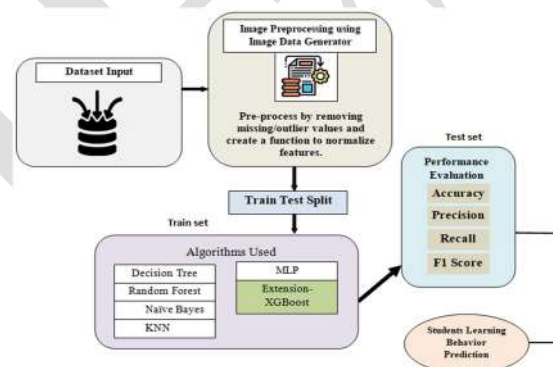 Dataset Input
Image Preprocessing using
Image Data Generator
Pre-process by removing
missing/outlier values and
create a function to normalize
features.
Train Test Split
Train set
Algorithms Used
Decision Tree
Random Forest
Naïve Bayes
KNN
MLP
Extension-
XGBoost
Test set
Performance
Evaluation
Accuracy
Precision
Recall
F1 Score
Students Learning
Behavior
Prediction